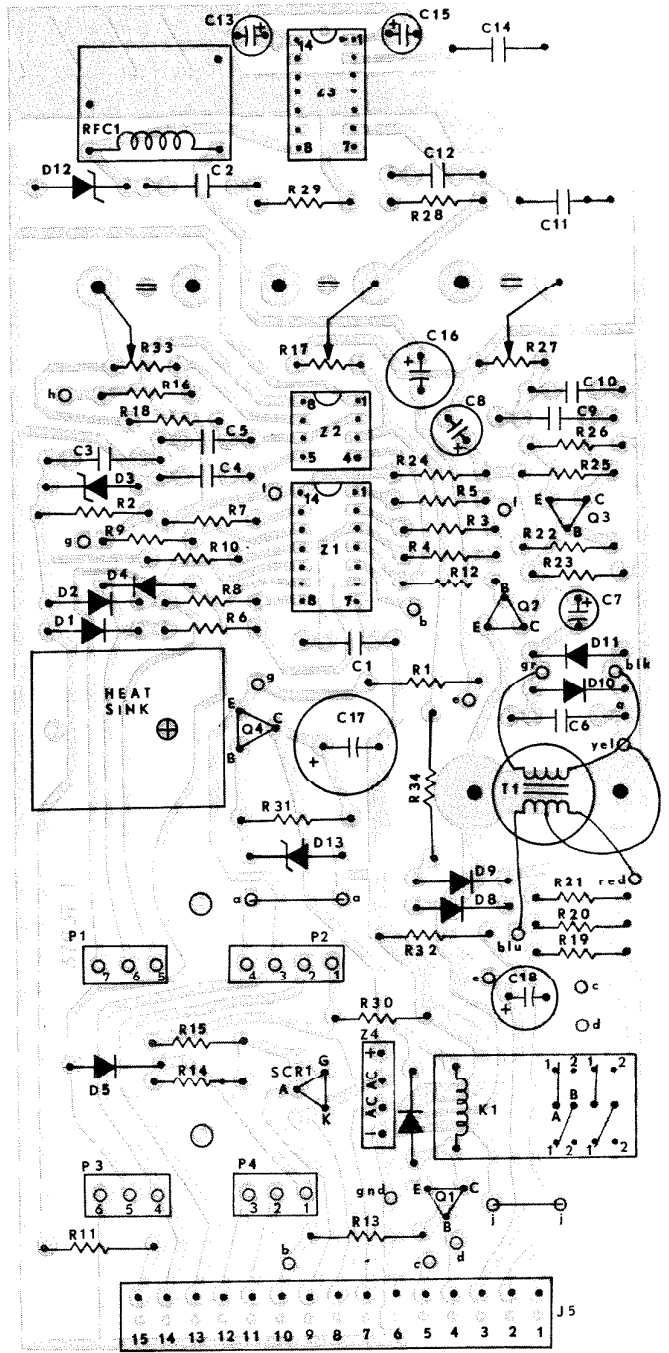 C13 C15
C14
14 1
Z3
8 7
RFC1
D12 C2 C12
R29 R28 C11
R33 R17 C16 R27
h R16 C10
R18 8 1 C8 C9
C5 Z2 R26
C3 5 4 R24 R25
D3 C4
R2 f 14 1 R5 f E C
R7 R3 Q3
g R9 R22 B
R10 Z1 R4
D4 R12 R23
D2 R8 B
8 7 b Q2 C7
D1 R6 E C
C1 D11
gr blk
HEAT SINK g R1 D10
E e a
Q4 C C17 C6
B + yel
R34 T1
R31
D13 D9 R21 red
a a D8 R20
P1 P2 R32 blu R19
7 6 5 4 3 2 1
e C18 c
+
R30 d
R15 Z4
SCR1 G + 1 2 1 2
D5 R14 A AC AC K1 A B
K - 1 2 1 2
P3 P4
6 5 4 3 2 1 gnd E Q1 C
B j j
R11 R13
b c d
J5
15 14 13 12 11 10 9 8 7 6 5 4 3 2 1